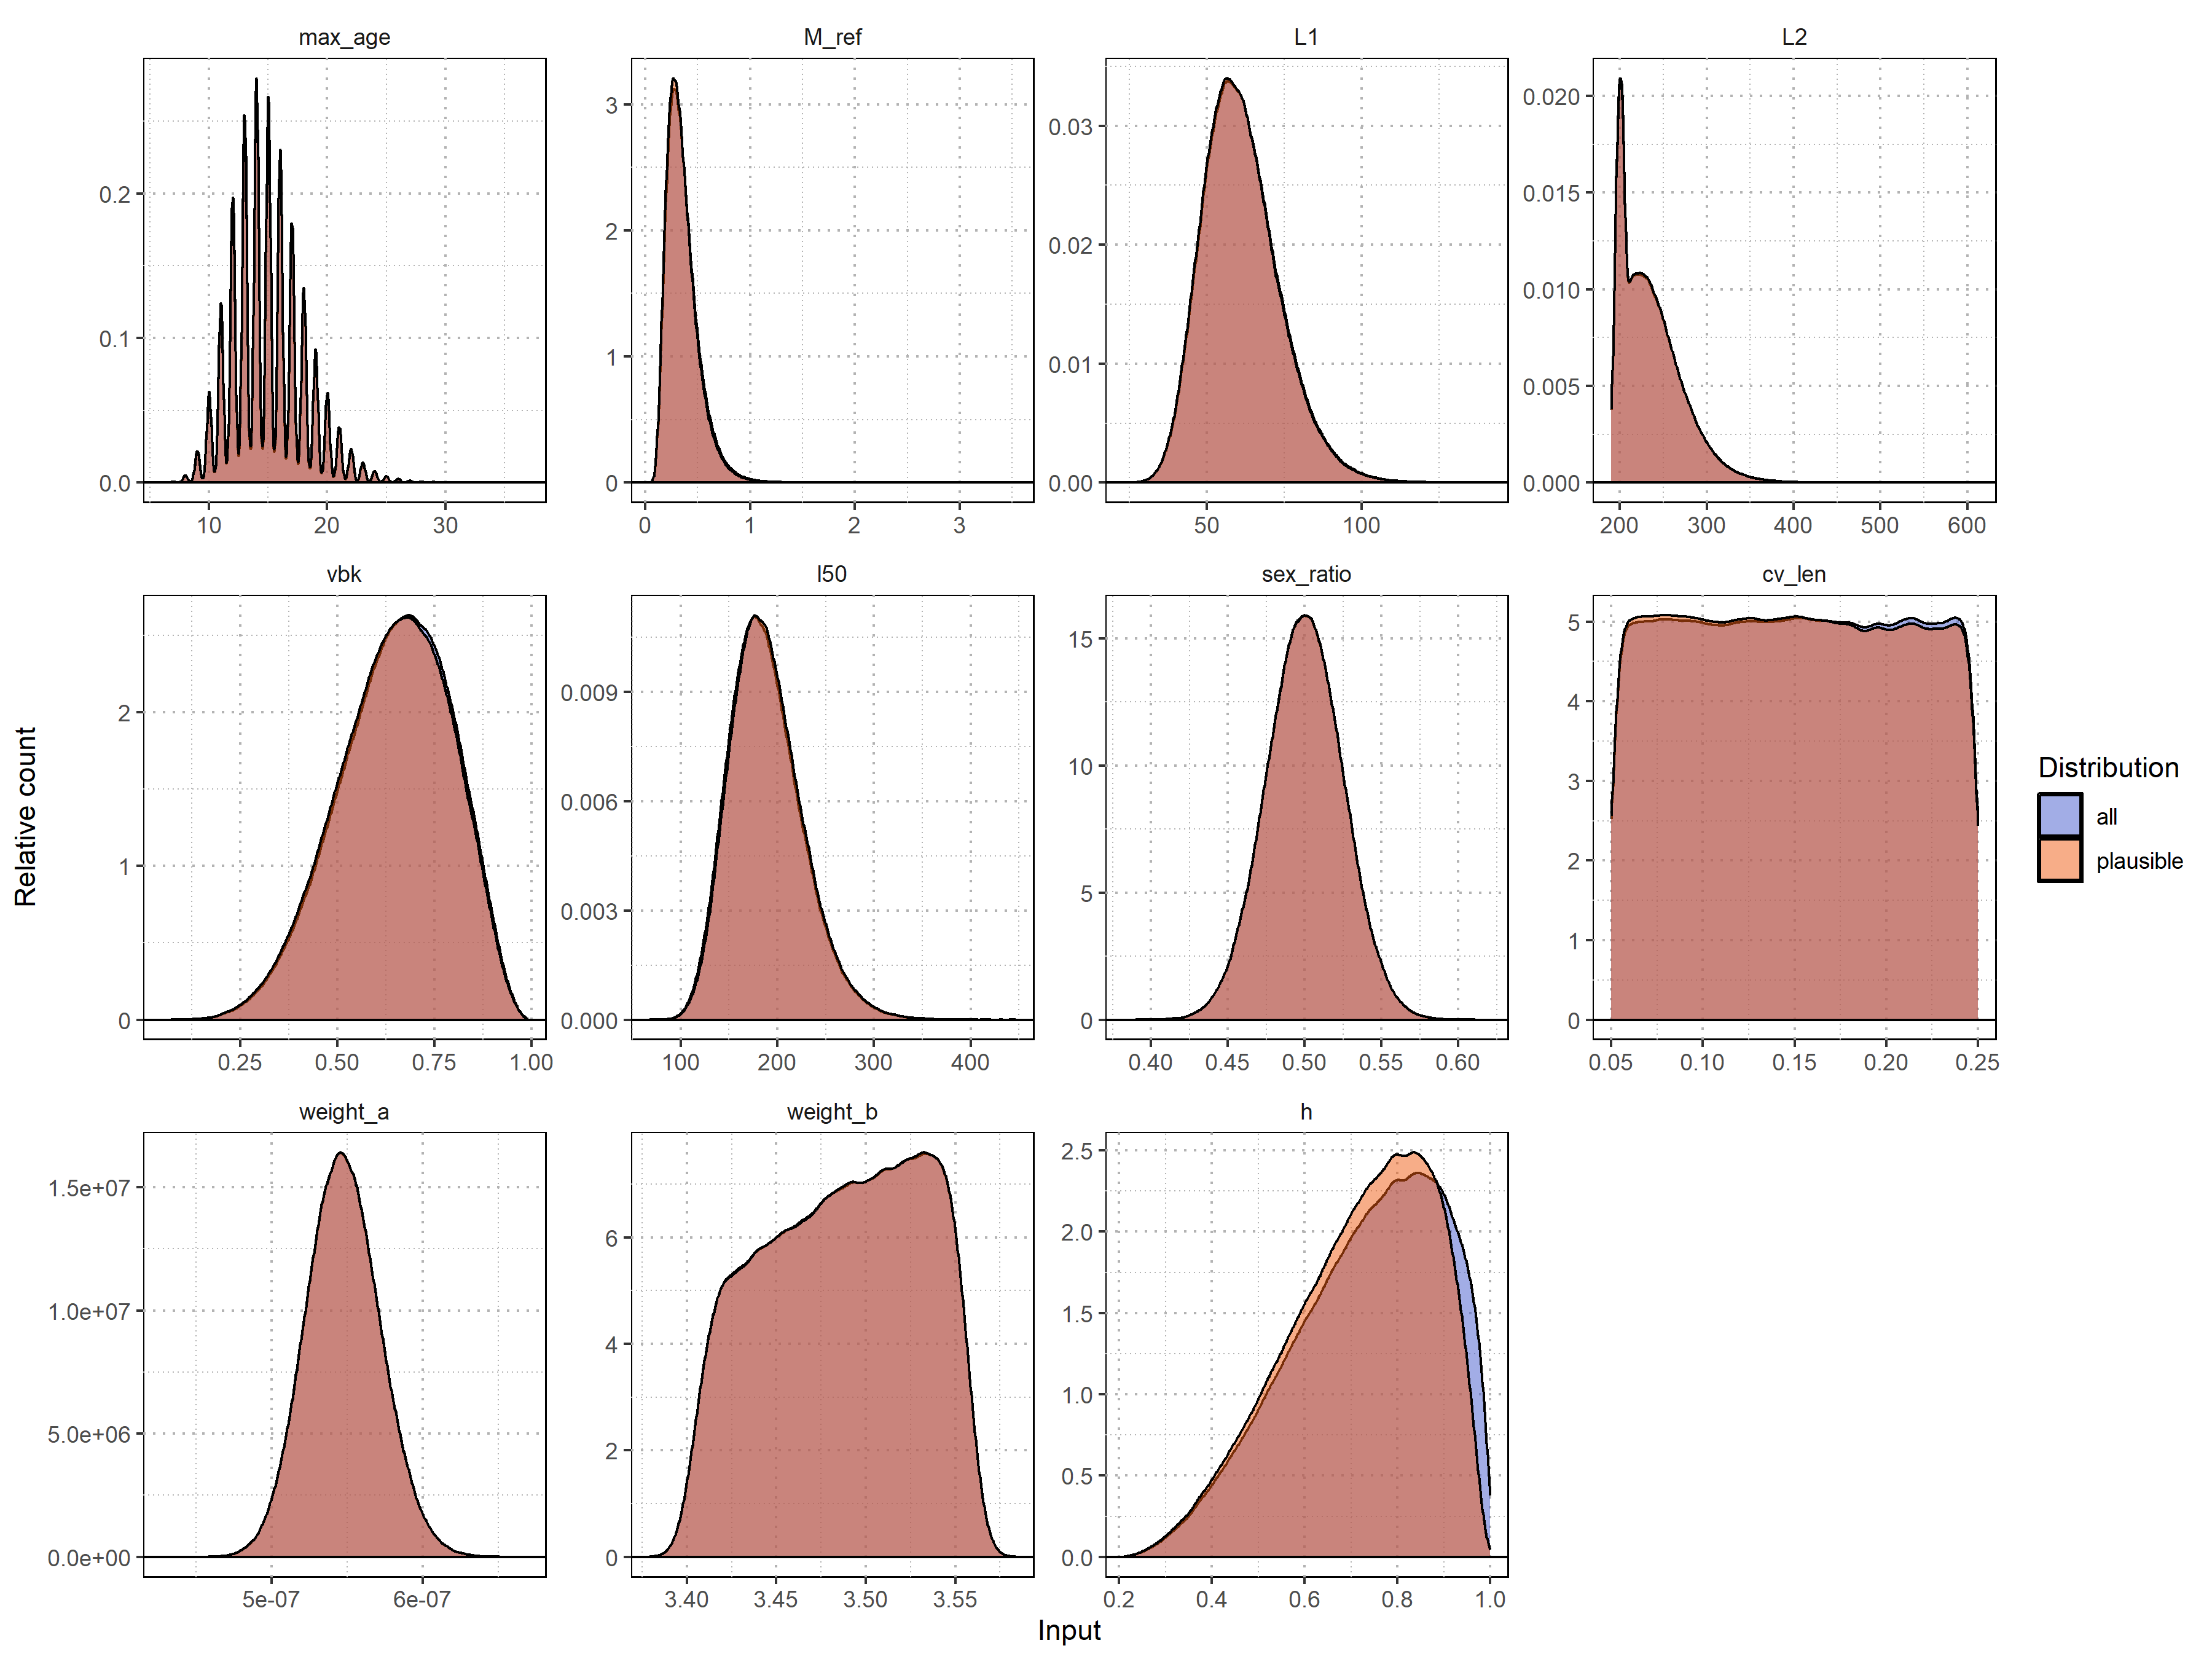 max_age
M_ref
L1
L2
0.2
0.1
0.0
10 20 30
3
2
1
0
0 1 2 3
0.03
0.02
0.01
0.00
50 100
0.020
0.015
0.010
0.005
0.000
200 300 400 500 600
vbk
l50
sex_ratio
cv_len
Relative count
2
1
0
0.25 0.50 0.75 1.00
0.009
0.006
0.003
0.000
100 200 300 400
15
10
5
0
0.40 0.45 0.50 0.55 0.60
5
4
3
2
1
0
0.05 0.10 0.15 0.20 0.25
Distribution
all
plausible
weight_a
weight_b
h
1.5e+07
1.0e+07
5.0e+06
0.0e+00
5e-07 6e-07
6
4
2
0
3.40 3.45 3.50 3.55
2.5
2.0
1.5
1.0
0.5
0.0
0.2 0.4 0.6 0.8 1.0
Input